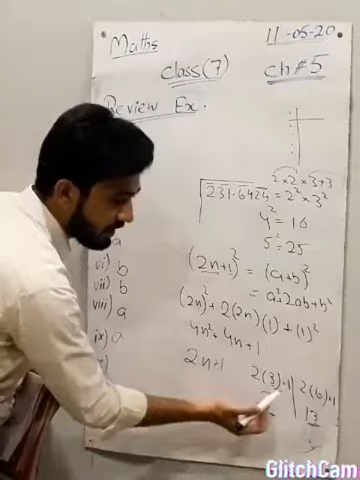 Maths
11-05-20
Class(7)
ch #5
Review Ex.
2×2×3×3
231.6424 = 2²×3²
4² = 16
5² = 25
(2n+1)² = (a+b)²
= a²+2ab+b²
(2n)² + 2(2n)(1) + (1)²
4n² + 4n + 1
2n+1
2(3)+1
2(6)+1
13
a
vi) b
vii) b
viii) a
ix) a
GlitchCam